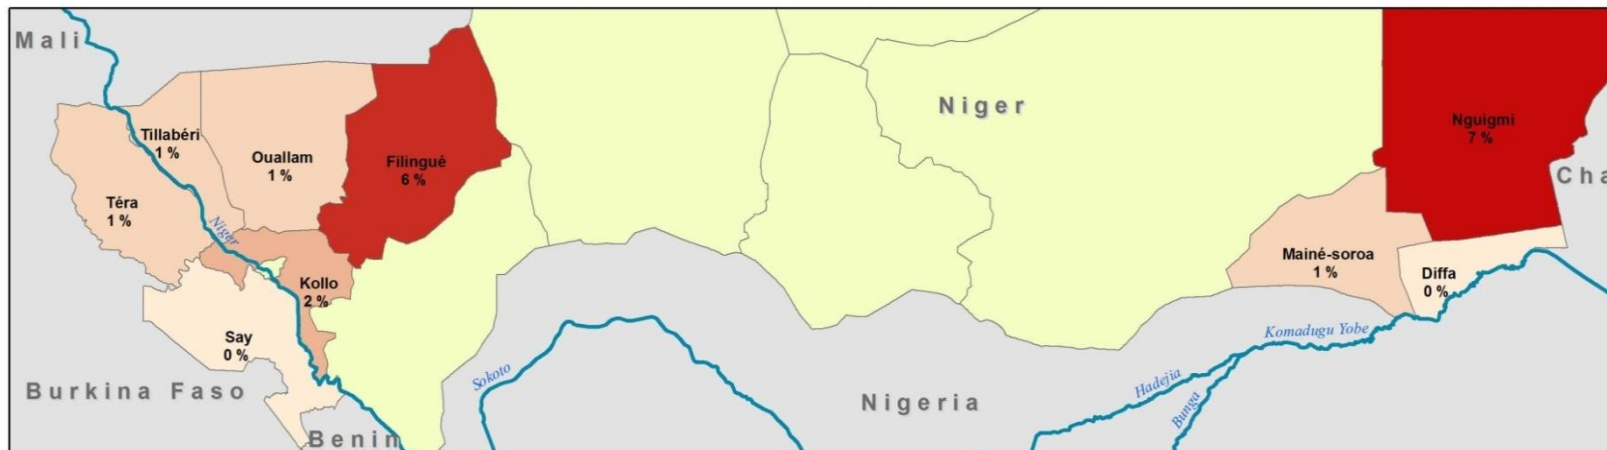 Mali
Niger
Nguigmi
7 %
Tillabéri
1 %
Ouallam
1 %
Filingué
6 %
Téra
1 %
Niger
Mainé-soroa
1 %
Diffa
0 %
Kollo
2 %
Say
0 %
Komadugu Yobe
Sokoto
Hadejia
Bunga
Burkina Faso
Nigeria
Benin
Cha